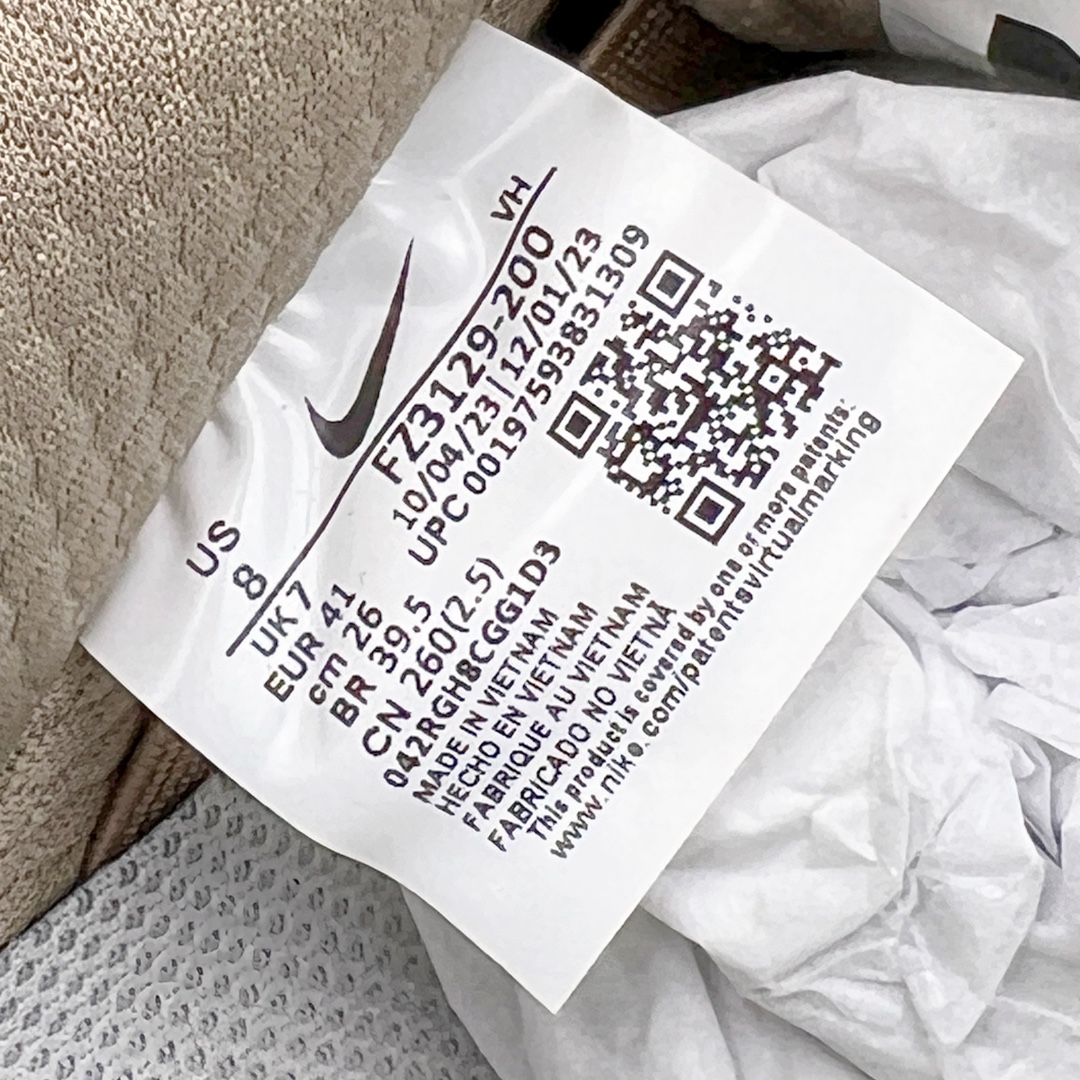 US
8
VH
UK 7
EUR 41
cm 26
BR 39.5
CN 260(2.5)
042RGH8CGG1D3
FZ3129-200
10/04/23 | 12/01/23
UPC 00197593831309
MADE IN VIETNAM
HECHO EN VIETNAM
FABRIQUE AU VIETNAM
FABRICADO NO VIETNÃ
This product is covered by one of more patents:
www.nike.com/patentsvirtualmarking